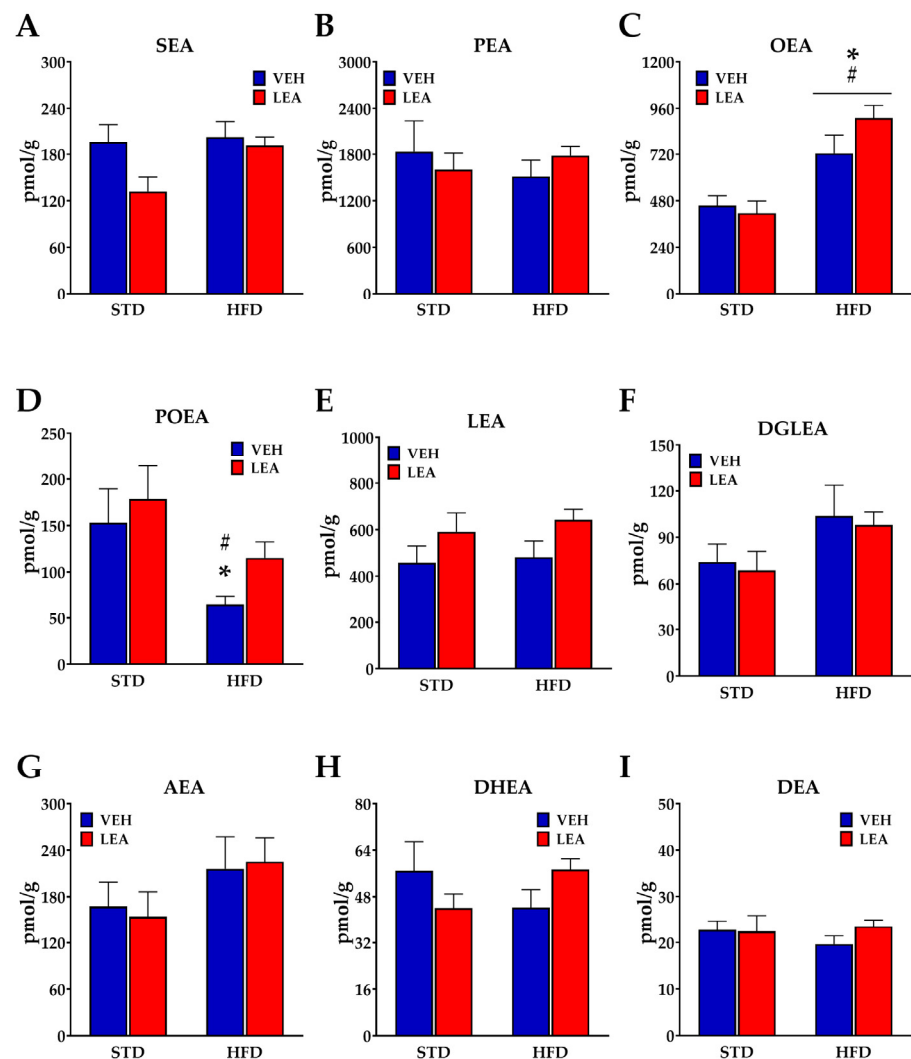 A
SEA
300
240
180
120
60
0
pmol/g
VEH
LEA
STD HFD
B
PEA
3000
2400
1800
1200
600
0
pmol/g
VEH
LEA
STD HFD
C
OEA
1200
960
720
480
240
0
pmol/g
VEH
LEA
*
#
STD HFD
D
POEA
250
200
150
100
50
0
pmol/g
VEH
LEA
#
*
STD HFD
E
LEA
1000
800
600
400
200
0
pmol/g
VEH
LEA
STD HFD
F
DGLEA
150
120
90
60
30
0
pmol/g
VEH
LEA
STD HFD
G
AEA
300
240
180
120
60
0
pmol/g
VEH
LEA
STD HFD
H
DHEA
80
64
48
32
16
0
pmol/g
VEH
LEA
STD HFD
I
DEA
50
40
30
20
10
0
pmol/g
VEH
LEA
STD HFD